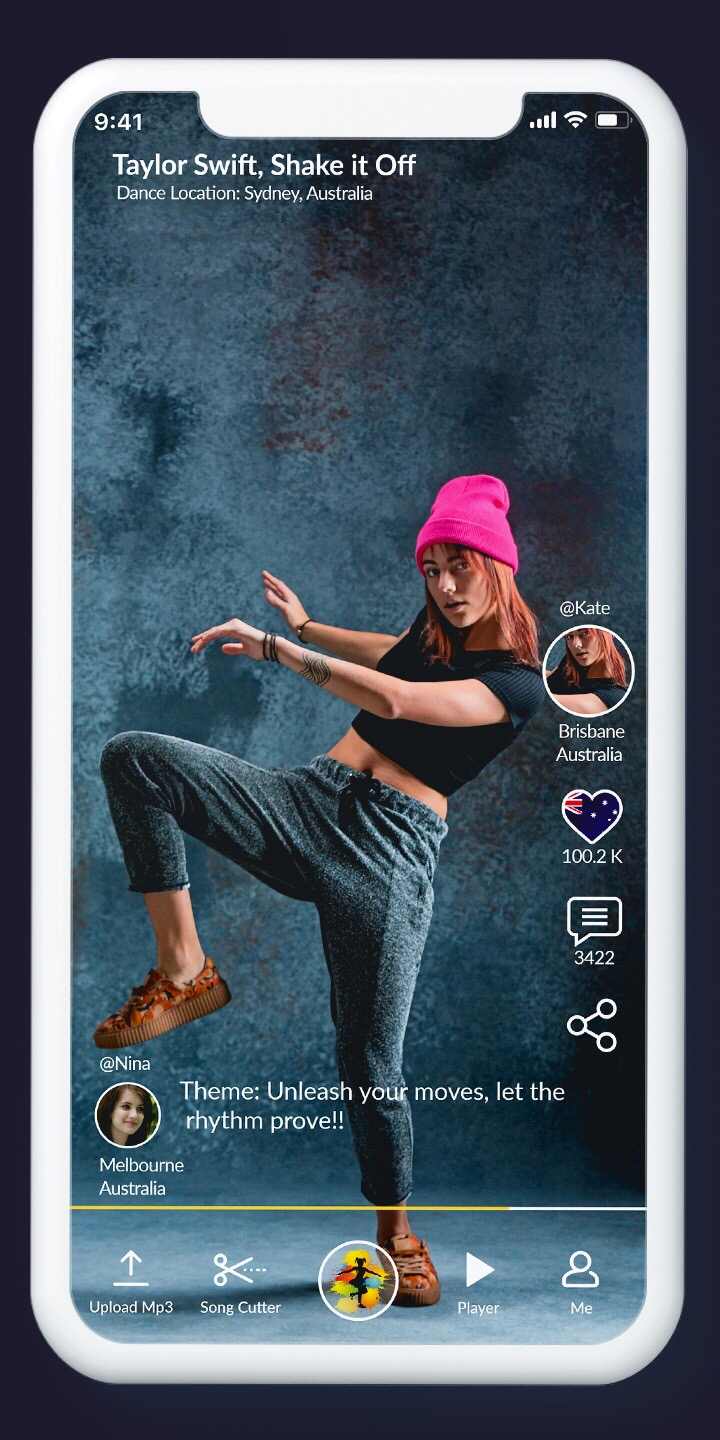 9:41
Taylor Swift, Shake it Off
Dance Location: Sydney, Australia
@Kate
Brisbane
Australia
100.2 K
3422
@Nina
Theme: Unleash your moves, let the
rhythm prove!!
Melbourne
Australia
Upload Mp3
Song Cutter
Player
Me